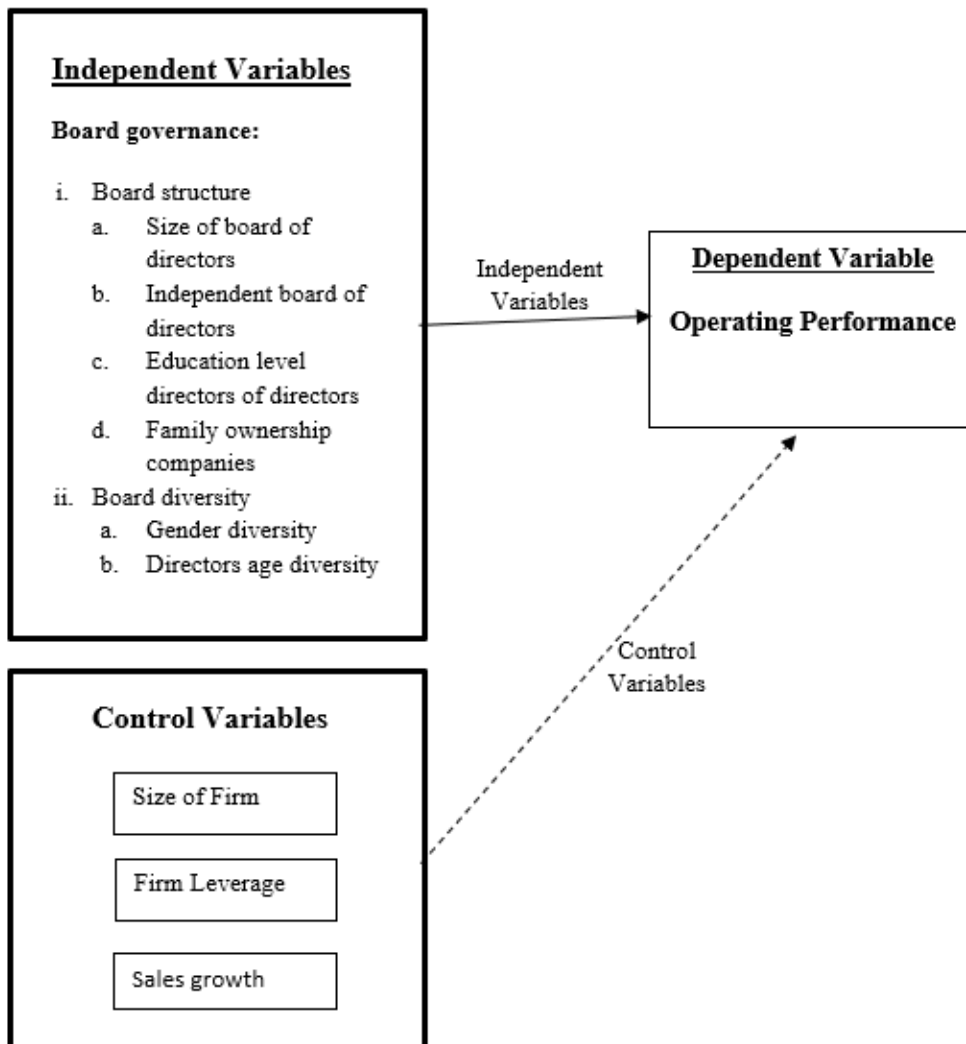 Independent Variables
Board governance:
i. Board structure
a. Size of board of
directors
b. Independent board of
directors
c. Education level
directors of directors
d. Family ownership
companies
ii. Board diversity
a. Gender diversity
b. Directors age diversity
Independent
Variables
Dependent Variable
Operating Performance
Control
Variables
Control Variables
Size of Firm
Firm Leverage
Sales growth